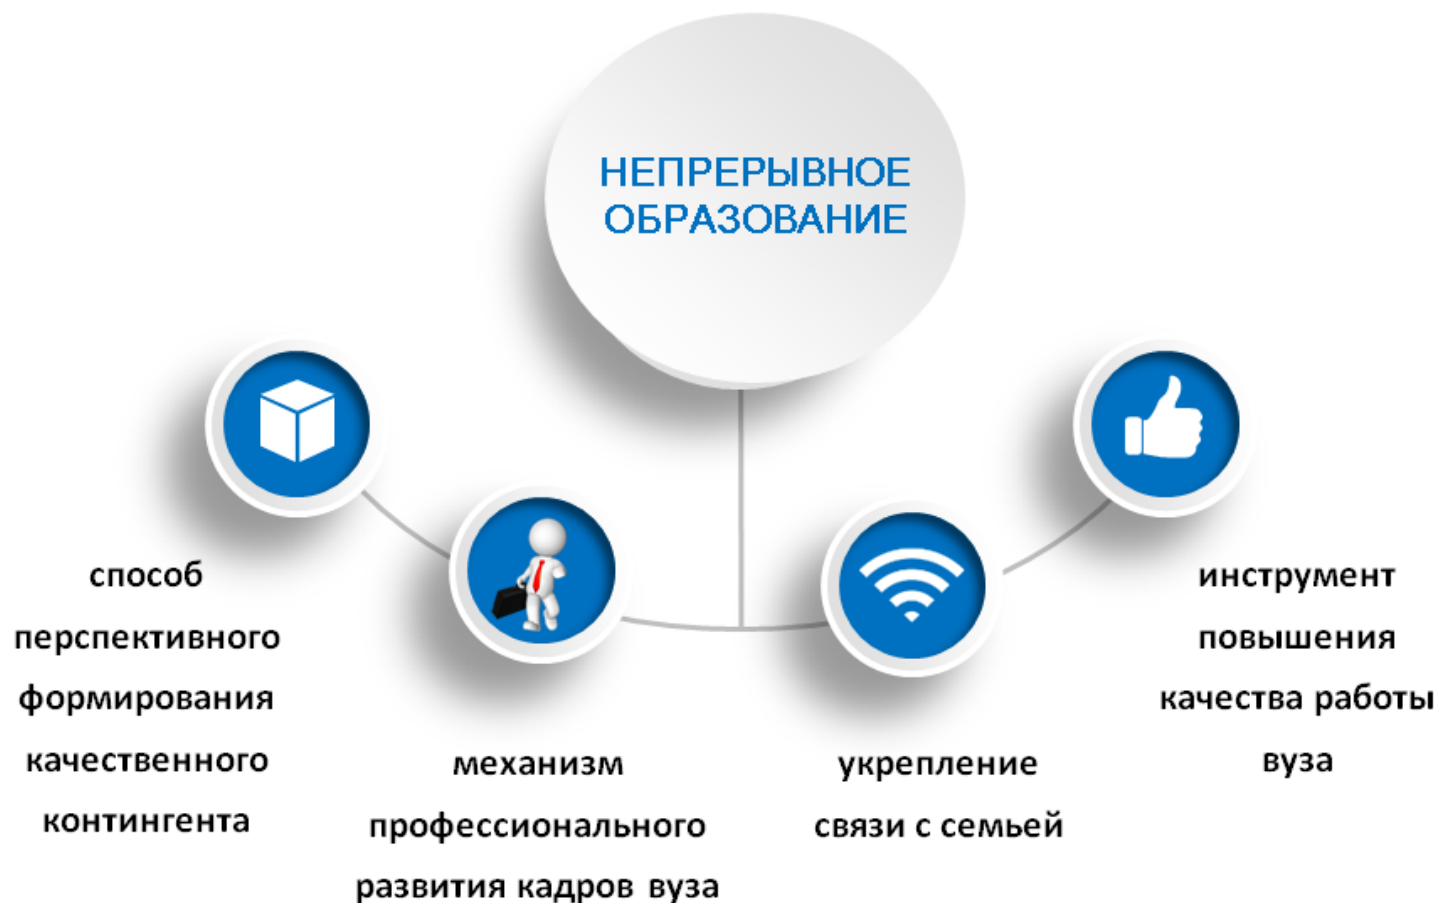 НЕПРЕРЫВНОЕ
ОБРАЗОВАНИЕ
способ
перспективного
формирования
качественного
контингента
механизм
профессионального
развития кадров вуза
укрепление
связи с семьей
инструмент
повышения
качества работы
вуза